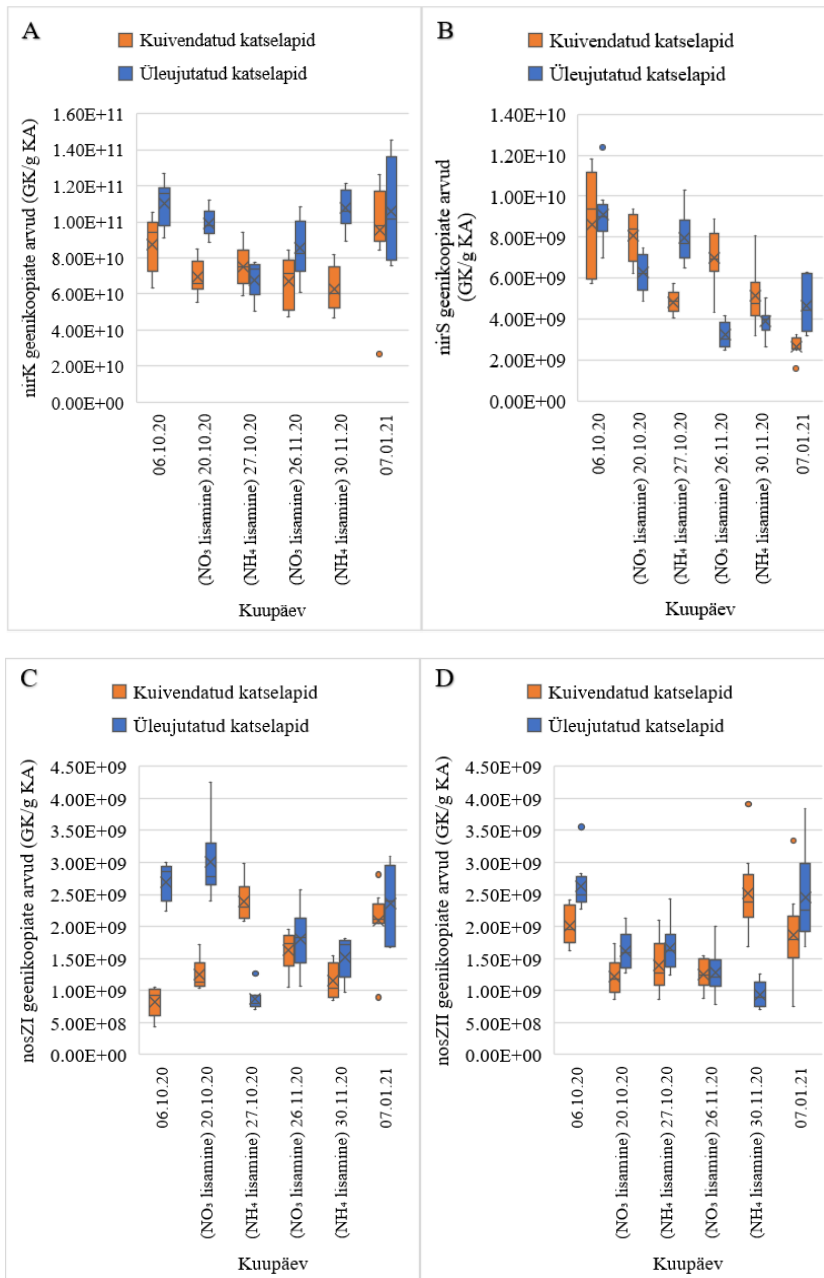 A
Kuivendatud katselapid
Üleujutatud katselapid
nirK geenikoopiate arvud (GK/g KA)
1.60E+11
1.40E+11
1.20E+11
1.00E+11
8.00E+10
6.00E+10
4.00E+10
2.00E+10
0.00E+00
06.10.20
(NO₃ lisamine) 20.10.20
(NH₄ lisamine) 27.10.20
(NO₃ lisamine) 26.11.20
(NH₄ lisamine) 30.11.20
07.01.21
Kuupäev
B
Kuivendatud katselapid
Üleujutatud katselapid
nirS geenikoopiate arvud
(GK/g KA)
1.40E+10
1.20E+10
1.00E+10
8.00E+09
6.00E+09
4.00E+09
2.00E+09
0.00E+00
06.10.20
(NO₃ lisamine) 20.10.20
(NH₄ lisamine) 27.10.20
(NO₃ lisamine) 26.11.20
(NH₄ lisamine) 30.11.20
07.01.21
Kuupäev
C
Kuivendatud katselapid
Üleujutatud katselapid
nosZI geenikoopiate arvud (GK/g KA)
4.50E+09
4.00E+09
3.50E+09
3.00E+09
2.50E+09
2.00E+09
1.50E+09
1.00E+09
5.00E+08
0.00E+00
06.10.20
(NO₃ lisamine) 20.10.20
(NH₄ lisamine) 27.10.20
(NO₃ lisamine) 26.11.20
(NH₄ lisamine) 30.11.20
07.01.21
Kuupäev
D
Kuivendatud katselapid
Üleujutatud katselapid
nosZII geenikoopiate arvud (GK/g KA)
4.50E+09
4.00E+09
3.50E+09
3.00E+09
2.50E+09
2.00E+09
1.50E+09
1.00E+09
5.00E+08
0.00E+00
06.10.20
(NO₃ lisamine) 20.10.20
(NH₄ lisamine) 27.10.20
(NO₃ lisamine) 26.11.20
(NH₄ lisamine) 30.11.20
07.01.21
Kuupäev